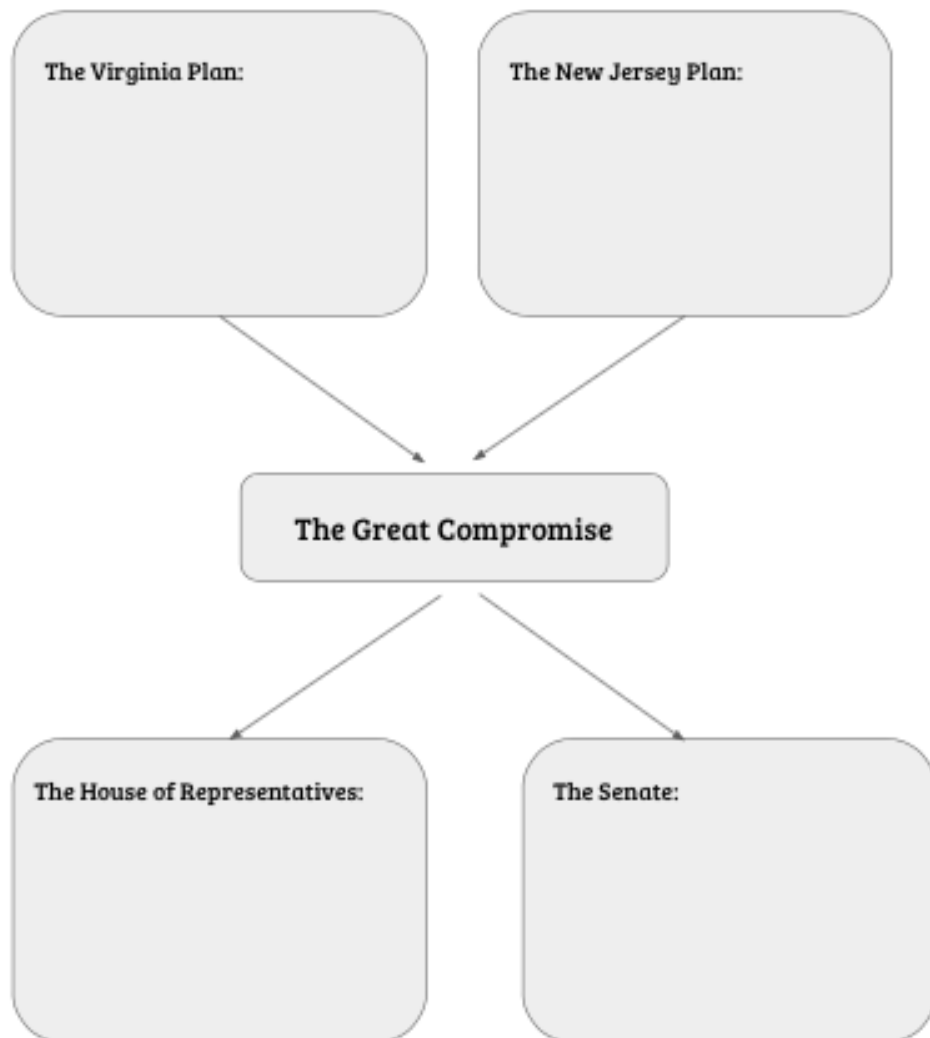 The Virginia Plan:
The New Jersey Plan:
The Great Compromise
The House of Representatives:
The Senate: